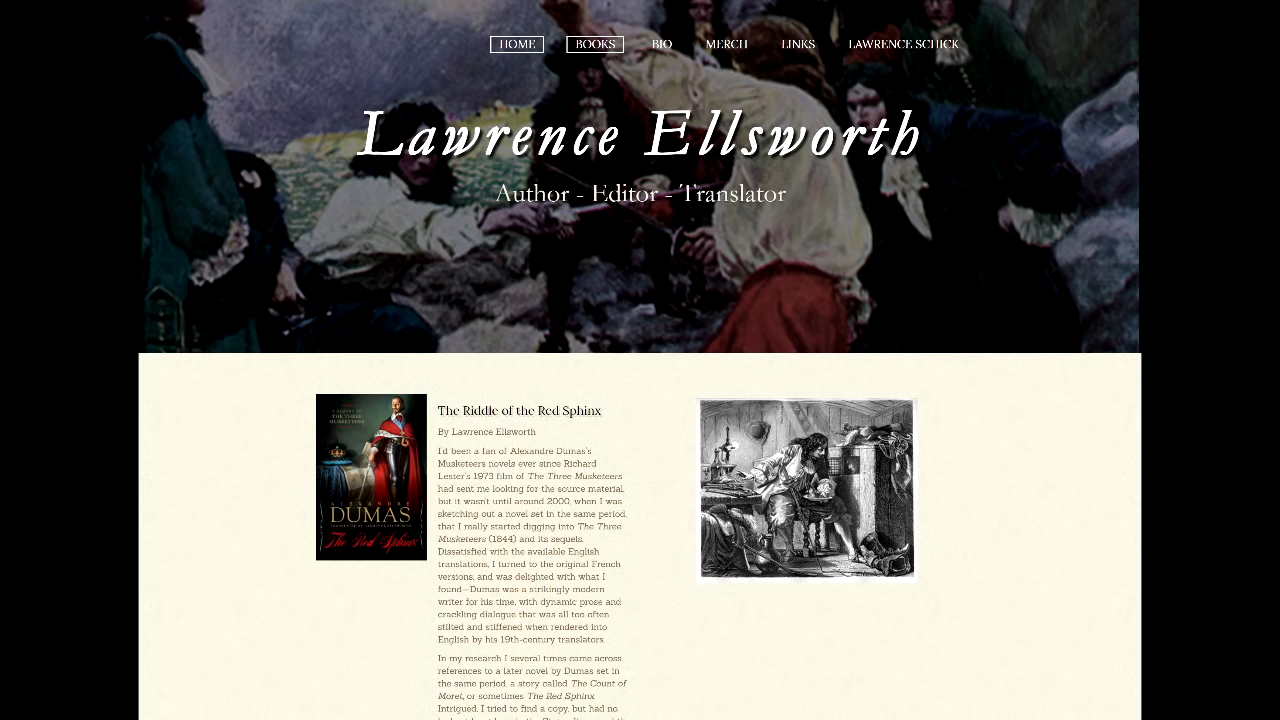 HOME BOOKS BIO MERCH LINKS LAWRENCE SCHICK
Lawrence Ellsworth
Author - Editor - Translator
A SEQUEL TO
THE THREE
MUSKETEERS
ALEXANDRE
DUMAS
The Red Sphinx
The Riddle of the Red Sphinx
By Lawrence Ellsworth
I'd been a fan of Alexandre Dumas's
Musketeers novels ever since Richard
Lester's 1973 film of The Three Musketeers
had sent me looking for the source material,
but it wasn't until around 2000, when I was
sketching out a novel set in the same period,
that I really started digging into The Three
Musketeers (1844) and its sequels.
Dissatisfied with the available English
translations, I turned to the original French
versions, and was delighted with what I
found—Dumas was a strikingly modern
writer for his time, with dynamic prose and
crackling dialogue that was all too often
stilted and stiffened when rendered into
English by his 19th-century translators.
In my research I several times came across
references to a later novel by Dumas set in
the same period, a story called The Count of
Moret, or sometimes The Red Sphinx.
Intrigued, I tried to find a copy, but had no